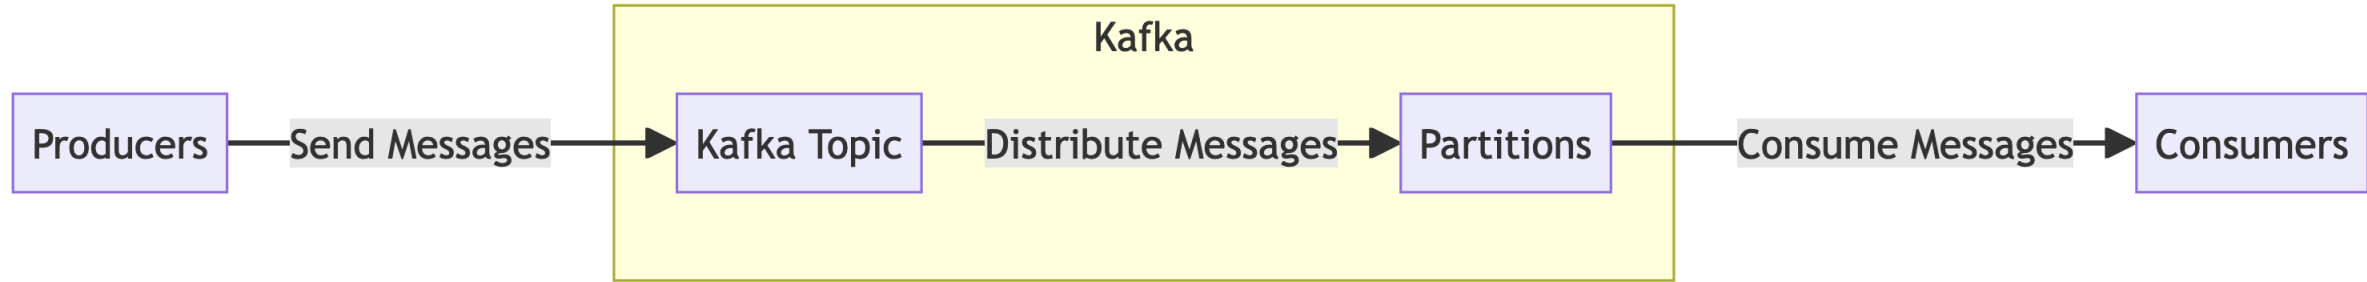 Kafka
Producers
Send Messages
Kafka Topic
Distribute Messages
Partitions
Consume Messages
Consumers